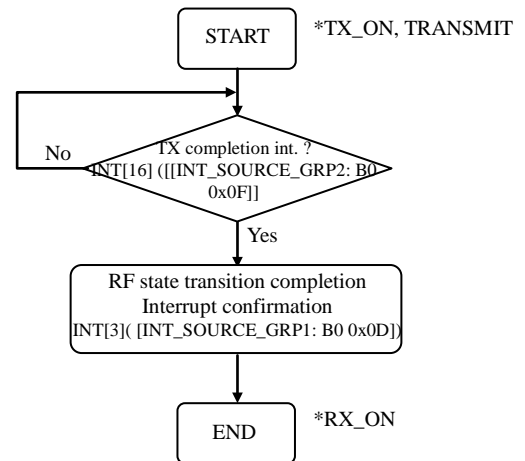 START
*TX_ON, TRANSMIT
No
TX completion int. ?
INT[16] ([[INT_SOURCE_GRP2: B0
0x0F]]
Yes
RF state transition completion
Interrupt confirmation
INT[3]( [INT_SOURCE_GRP1: B0 0x0D])
END
*RX_ON